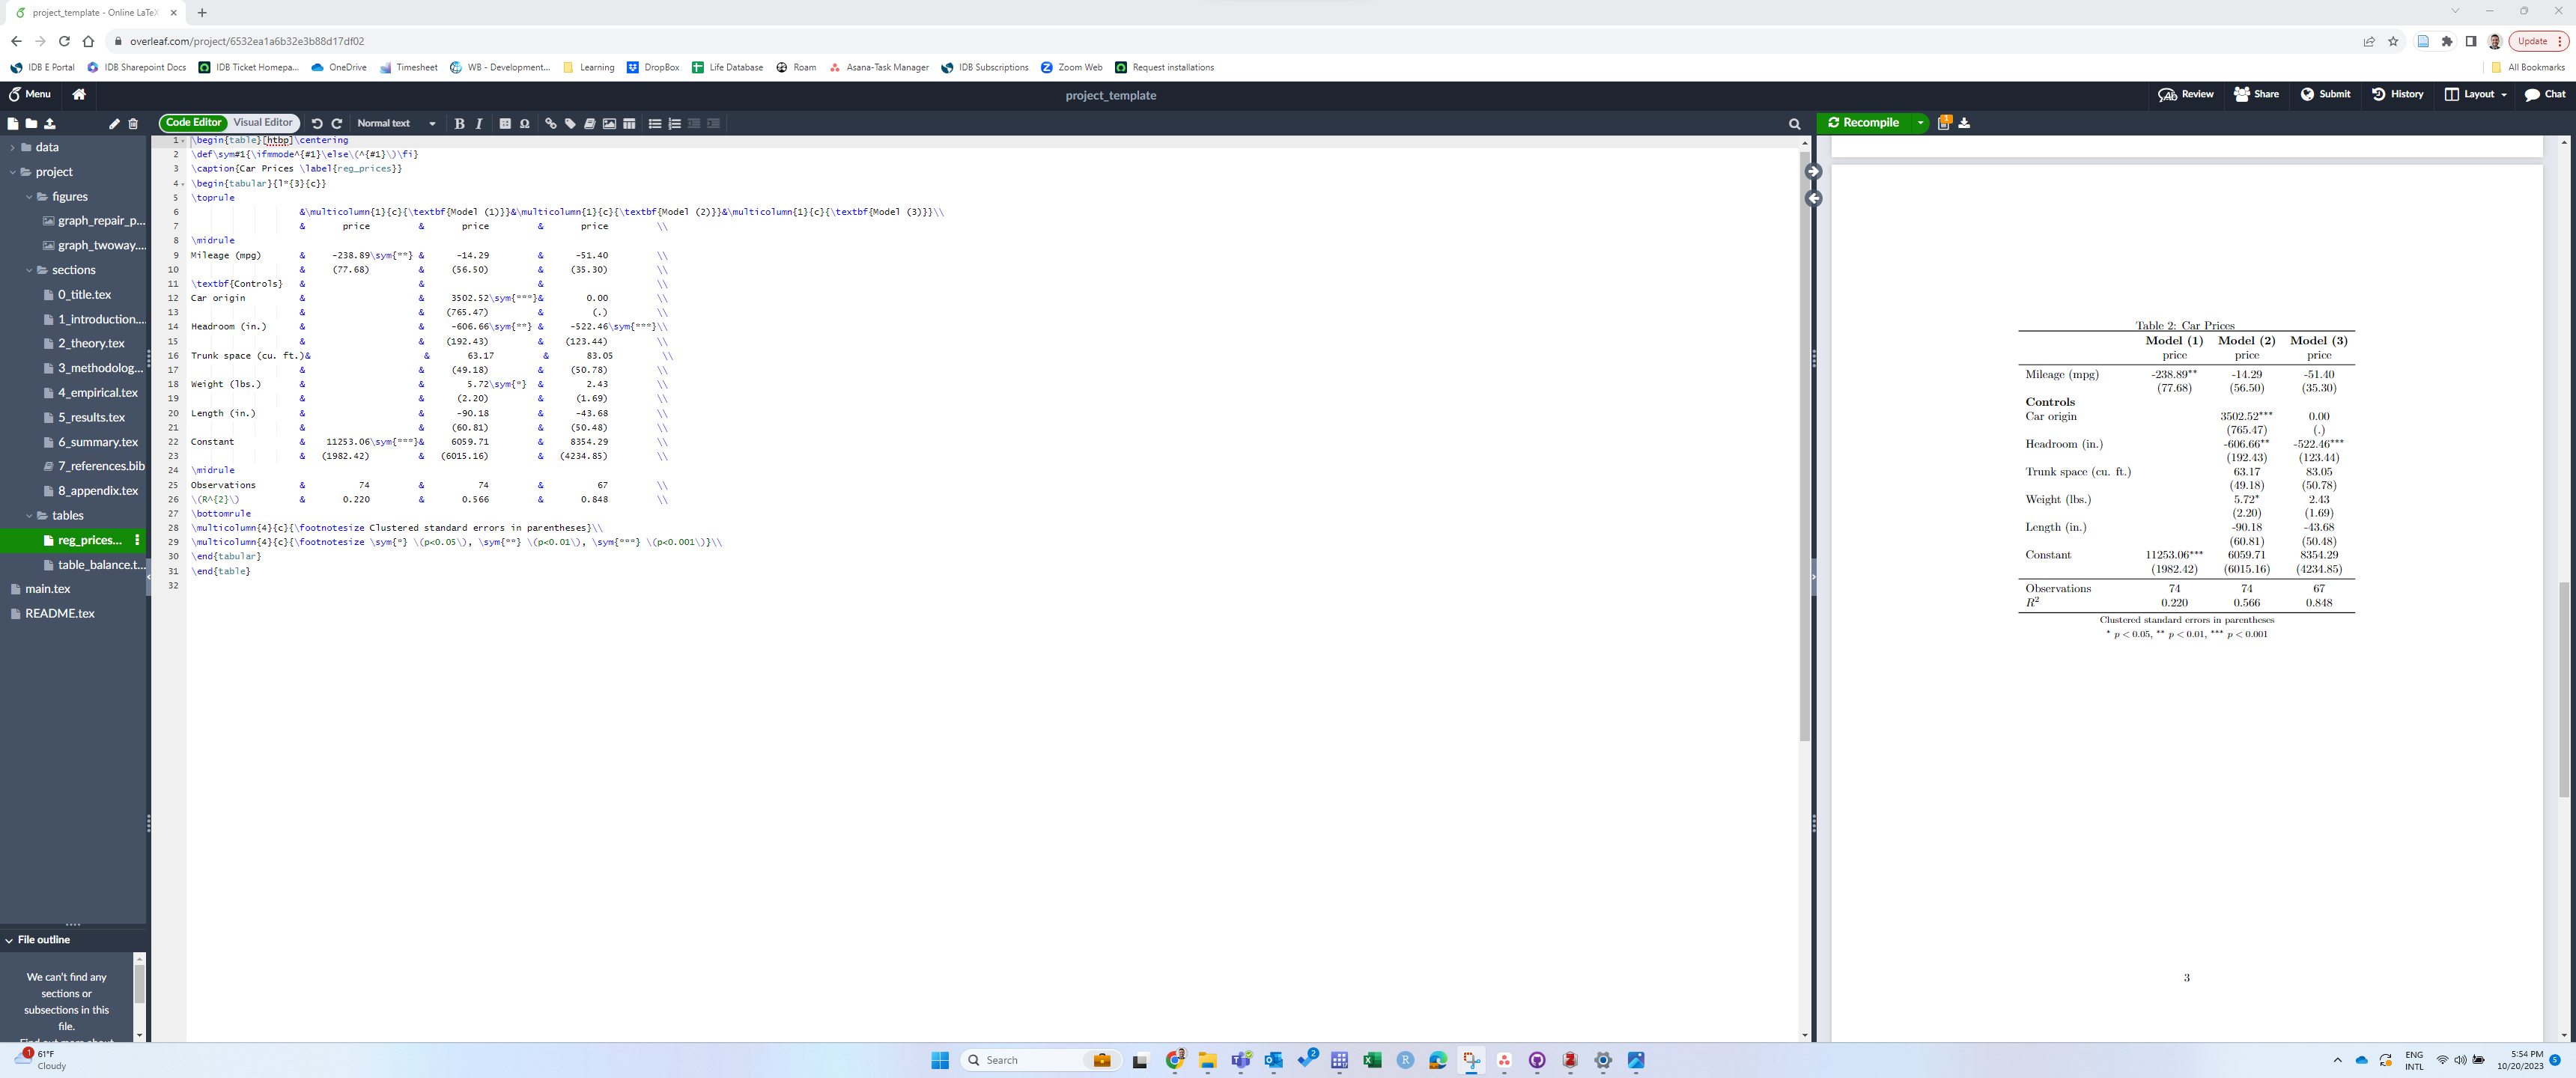 project_template - Online LaTeX
overleaf.com/project/6532ea1a6b32e3b88d17df02
Update
IDB E Portal IDB Sharepoint Docs IDB Ticket Homepa... OneDrive Timesheet WB - Development... Learning DropBox Life Database Roam Asana-Task Manager IDB Subscriptions Zoom Web Request installations All Bookmarks
Menu project_template Review Share Submit History Layout Chat
Code Editor Visual Editor Normal text B I Ω Recompile
data
project
figures
graph_repair_p...
graph_twoway....
sections
0_title.tex
1_introduction....
2_theory.tex
3_methodolog...
4_empirical.tex
5_results.tex
6_summary.tex
7_references.bib
8_appendix.tex
tables
reg_prices...
table_balance.t...
main.tex
README.tex
File outline
We can't find any
sections or
subsections in this
file.
Find out more about
1 \begin{table}[htbp]\centering
2 \def\sym#1{\ifmmode^{#1}\else\(^{#1}\)\fi}
3 \caption{Car Prices \label{reg_prices}}
4 \begin{tabular}{l*{3}{c}}
5 \toprule
6 &\multicolumn{1}{c}{\textbf{Model (1)}}&\multicolumn{1}{c}{\textbf{Model (2)}}&\multicolumn{1}{c}{\textbf{Model (3)}}\\
7 & price & price & price \\
8 \midrule
9 Mileage (mpg) & -238.89\sym{**} & -14.29 & -51.40 \\
10 & (77.68) & (56.50) & (35.30) \\
11 \textbf{Controls} & & & \\
12 Car origin & & 3502.52\sym{***}& 0.00 \\
13 & & (765.47) & (.) \\
14 Headroom (in.) & & -606.66\sym{**} & -522.46\sym{***}\\
15 & & (192.43) & (123.44) \\
16 Trunk space (cu. ft.)& & 63.17 & 83.05 \\
17 & & (49.18) & (50.78) \\
18 Weight (lbs.) & & 5.72\sym{*} & 2.43 \\
19 & & (2.20) & (1.69) \\
20 Length (in.) & & -90.18 & -43.68 \\
21 & & (60.81) & (50.48) \\
22 Constant & 11253.06\sym{***}& 6059.71 & 8354.29 \\
23 & (1982.42) & (6015.16) & (4234.85) \\
24 \midrule
25 Observations & 74 & 74 & 67 \\
26 \(R^{2}\) & 0.220 & 0.566 & 0.848 \\
27 \bottomrule
28 \multicolumn{4}{c}{\footnotesize Clustered standard errors in parentheses}\\
29 \multicolumn{4}{c}{\footnotesize \sym{*} \(p<0.05\), \sym{**} \(p<0.01\), \sym{***} \(p<0.001\)}\\
30 \end{tabular}
31 \end{table}
32
Table 2: Car Prices
Model (1) Model (2) Model (3)
price price price
Mileage (mpg) -238.89** -14.29 -51.40
(77.68) (56.50) (35.30)
Controls
Car origin 3502.52*** 0.00
(765.47) (.)
Headroom (in.) -606.66** -522.46***
(192.43) (123.44)
Trunk space (cu. ft.) 63.17 83.05
(49.18) (50.78)
Weight (lbs.) 5.72* 2.43
(2.20) (1.69)
Length (in.) -90.18 -43.68
(60.81) (50.48)
Constant 11253.06*** 6059.71 8354.29
(1982.42) (6015.16) (4234.85)
Observations 74 74 67
R² 0.220 0.566 0.848
Clustered standard errors in parentheses
* p < 0.05, ** p < 0.01, *** p < 0.001
3
1 61°F
Cloudy
Search
2
ENG
INTL
5:54 PM
10/20/2023
5